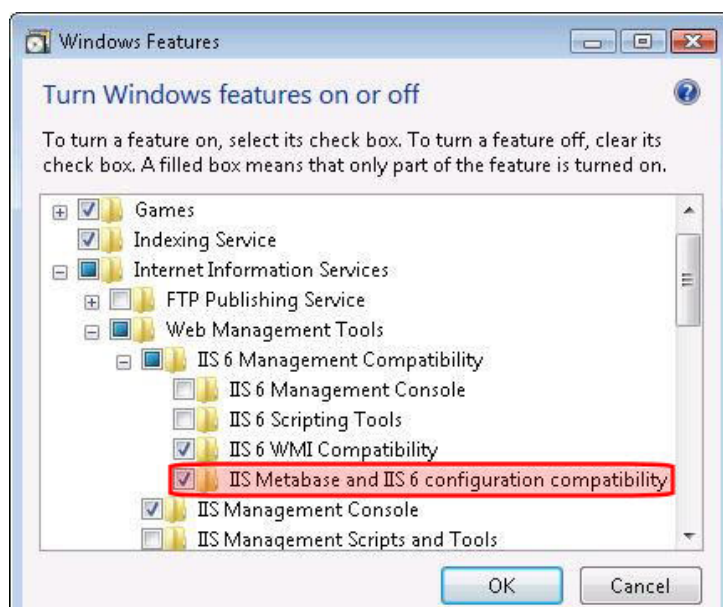 Windows Features
Turn Windows features on or off
To turn a feature on, select its check box. To turn a feature off, clear its
check box. A filled box means that only part of the feature is turned on.
Games
Indexing Service
Internet Information Services
FTP Publishing Service
Web Management Tools
IIS 6 Management Compatibility
IIS 6 Management Console
IIS 6 Scripting Tools
IIS 6 WMI Compatibility
IIS Metabase and IIS 6 configuration compatibility
IIS Management Console
IIS Management Scripts and Tools
OK Cancel